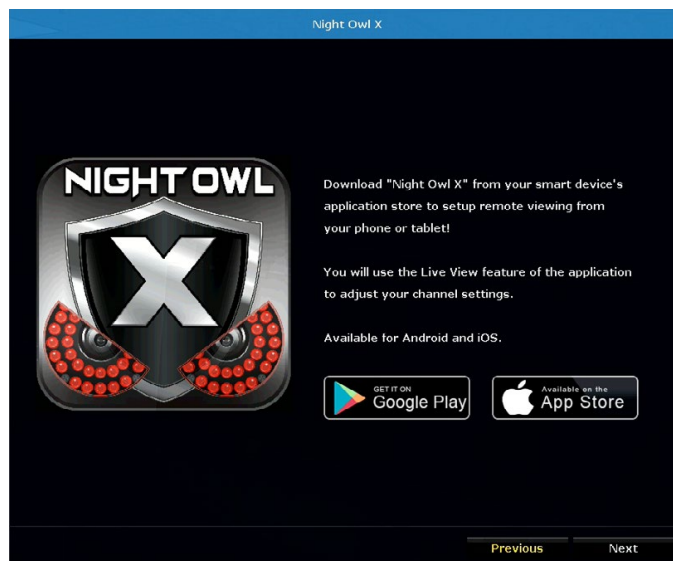 Night Owl X
NIGHT OWL
X
Download "Night Owl X" from your smart device's
application store to setup remote viewing from
your phone or tablet!
You will use the Live View feature of the application
to adjust your channel settings.
Available for Android and iOS.
GET IT ON
Google Play
Available on the
App Store
Previous
Next